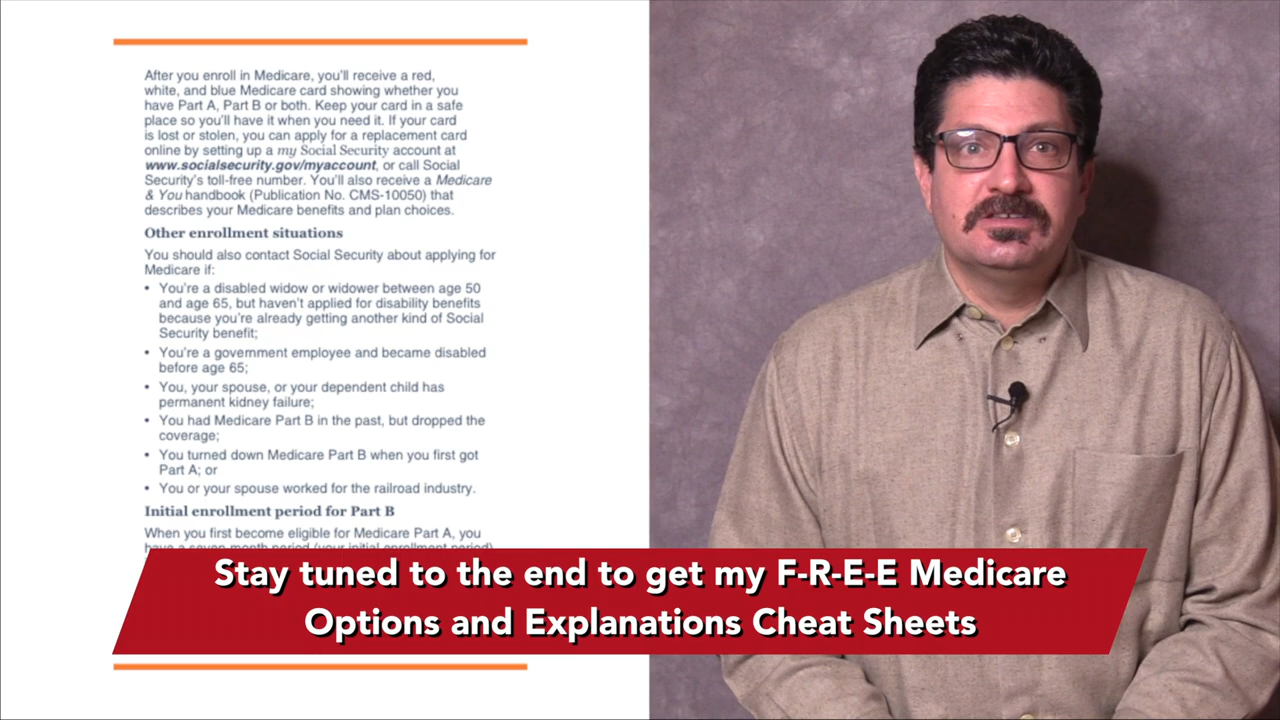 After you enroll in Medicare, you'll receive a red,
white, and blue Medicare card showing whether you
have Part A, Part B or both. Keep your card in a safe
place so you'll have it when you need it. If your card
is lost or stolen, you can apply for a replacement card
online by setting up a my Social Security account at
www.socialsecurity.gov/myaccount, or call Social
Security's toll-free number. You'll also receive a Medicare
& You handbook (Publication No. CMS-10050) that
describes your Medicare benefits and plan choices.
Other enrollment situations
You should also contact Social Security about applying for
Medicare if:
• You're a disabled widow or widower between age 50
and age 65, but haven't applied for disability benefits
because you're already getting another kind of Social
Security benefit;
• You're a government employee and became disabled
before age 65;
• You, your spouse, or your dependent child has
permanent kidney failure;
• You had Medicare Part B in the past, but dropped the
coverage;
• You turned down Medicare Part B when you first got
Part A; or
• You or your spouse worked for the railroad industry.
Initial enrollment period for Part B
When you first become eligible for Medicare Part A, you
have a seven-month period (your initial enrollment period)
Stay tuned to the end to get my F-R-E-E Medicare
Options and Explanations Cheat Sheets